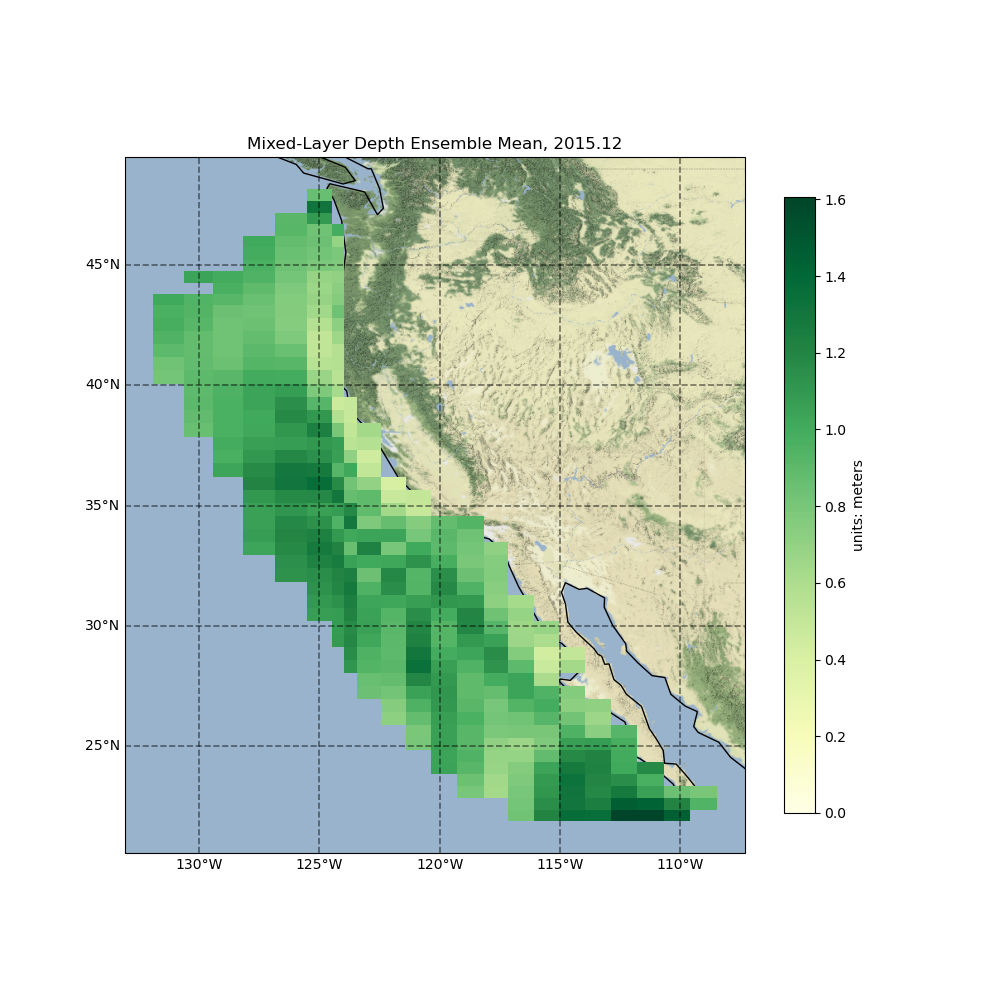 Mixed-Layer Depth Ensemble Mean, 2015.12
45°N
40°N
35°N
30°N
25°N
130°W
125°W
120°W
115°W
110°W
1.6
1.4
1.2
1.0
0.8
0.6
0.4
0.2
0.0
units: meters